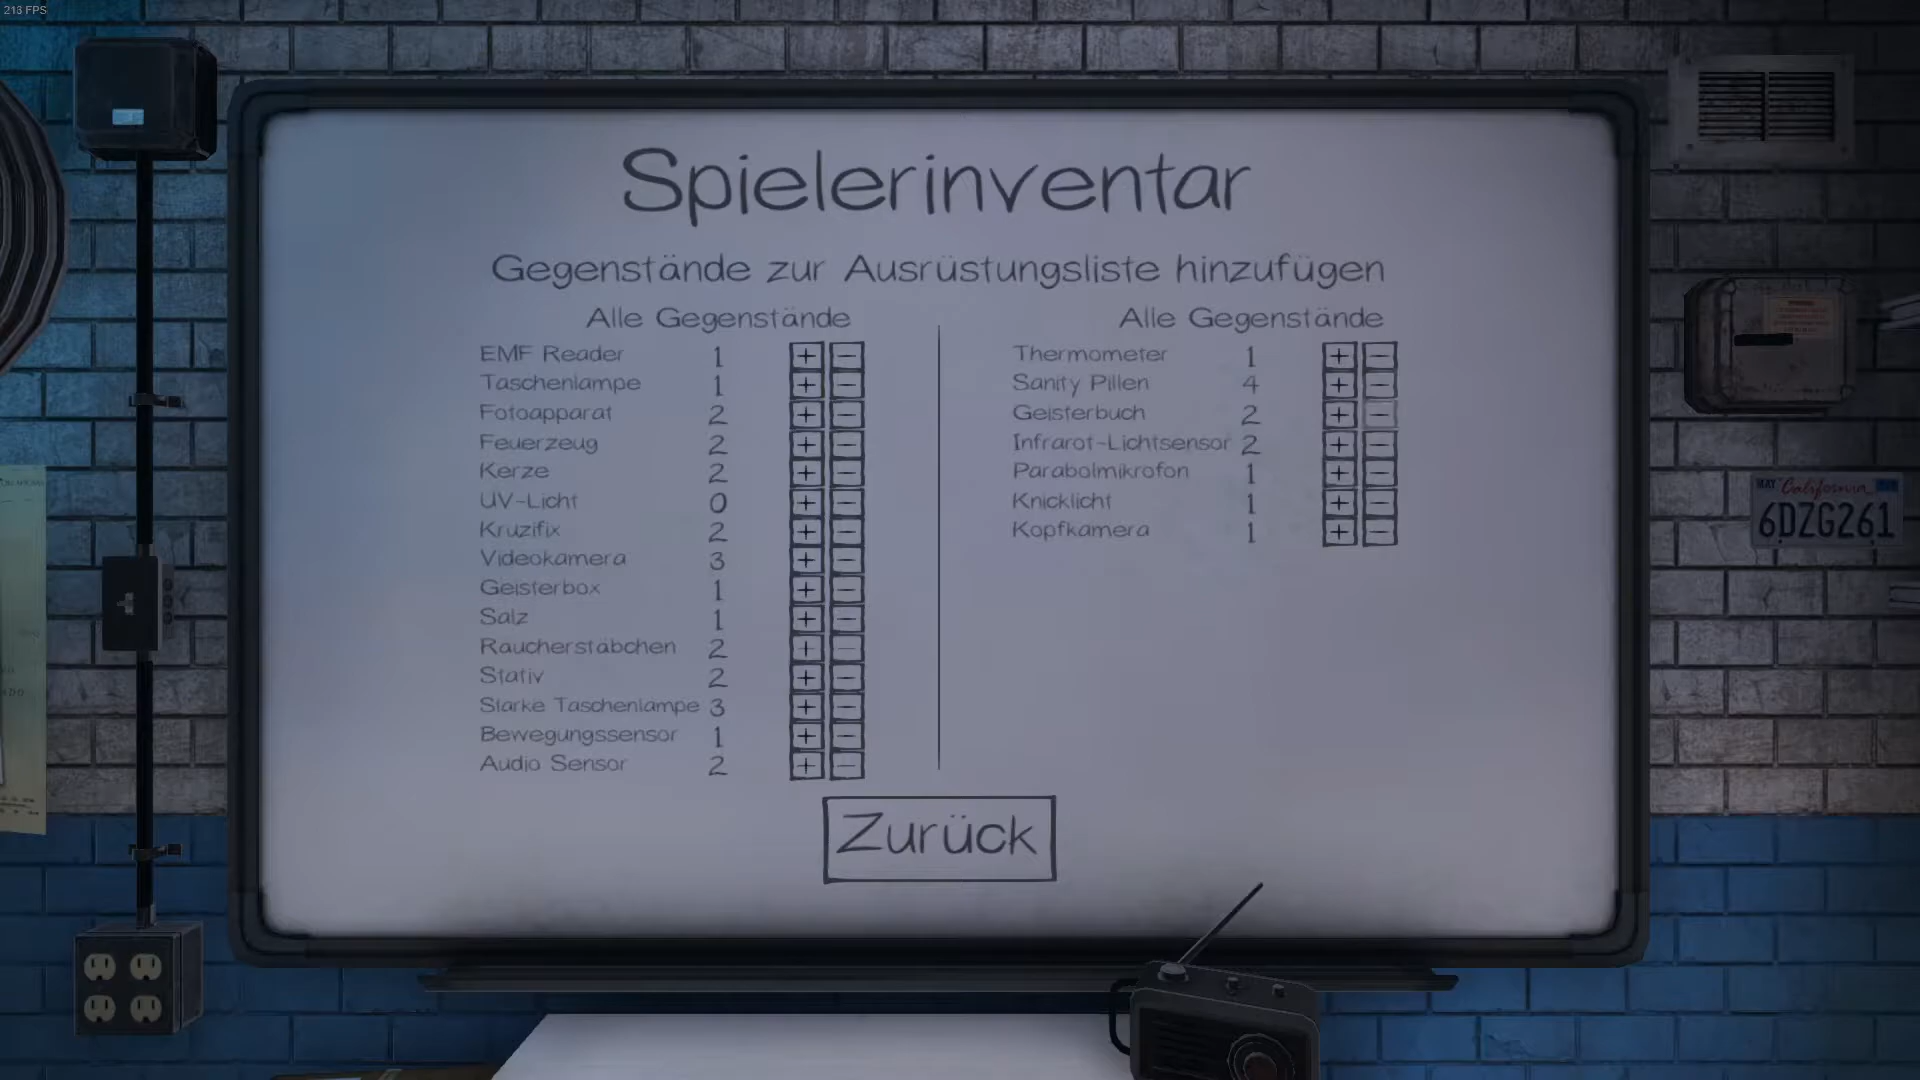 213 FPS
Spielerinventar
Gegenstände zur Ausrüstungsliste hinzufügen
Alle Gegenstände
EMF Reader 1 + −
Taschenlampe 1 + −
Fotoapparat 2 + −
Feuerzeug 2 + −
Kerze 2 + −
UV-Licht 0 + −
Kruzifix 2 + −
Videokamera 3 + −
Geisterbox 1 + −
Salz 1 + −
Räucherstäbchen 2 + −
Stativ 2 + −
Starke Taschenlampe 3 + −
Bewegungssensor 1 + −
Audio Sensor 2 + −
Alle Gegenstände
Thermometer 1 + −
Sanity Pillen 4 + −
Geisterbuch 2 + −
Infrarot-Lichtsensor 2 + −
Parabolmikrofon 1 + −
Knicklicht 1 + −
Kopfkamera 1 + −
Zurück
MAY California
6DZG261